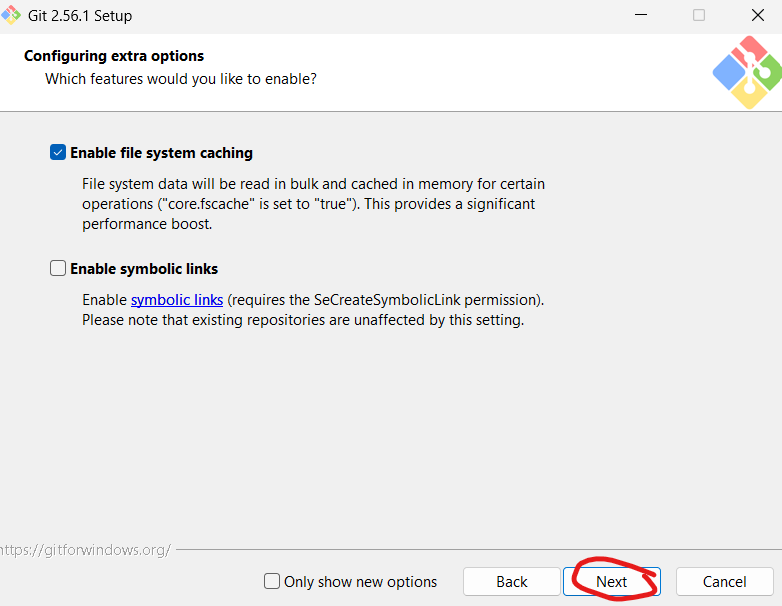 Git 2.56.1 Setup
Configuring extra options
Which features would you like to enable?
Enable file system caching
File system data will be read in bulk and cached in memory for certain
operations ("core.fscache" is set to "true"). This provides a significant
performance boost.
Enable symbolic links
Enable symbolic links (requires the SeCreateSymbolicLink permission).
Please note that existing repositories are unaffected by this setting.
https://gitforwindows.org/
Only show new options
Back
Next
Cancel